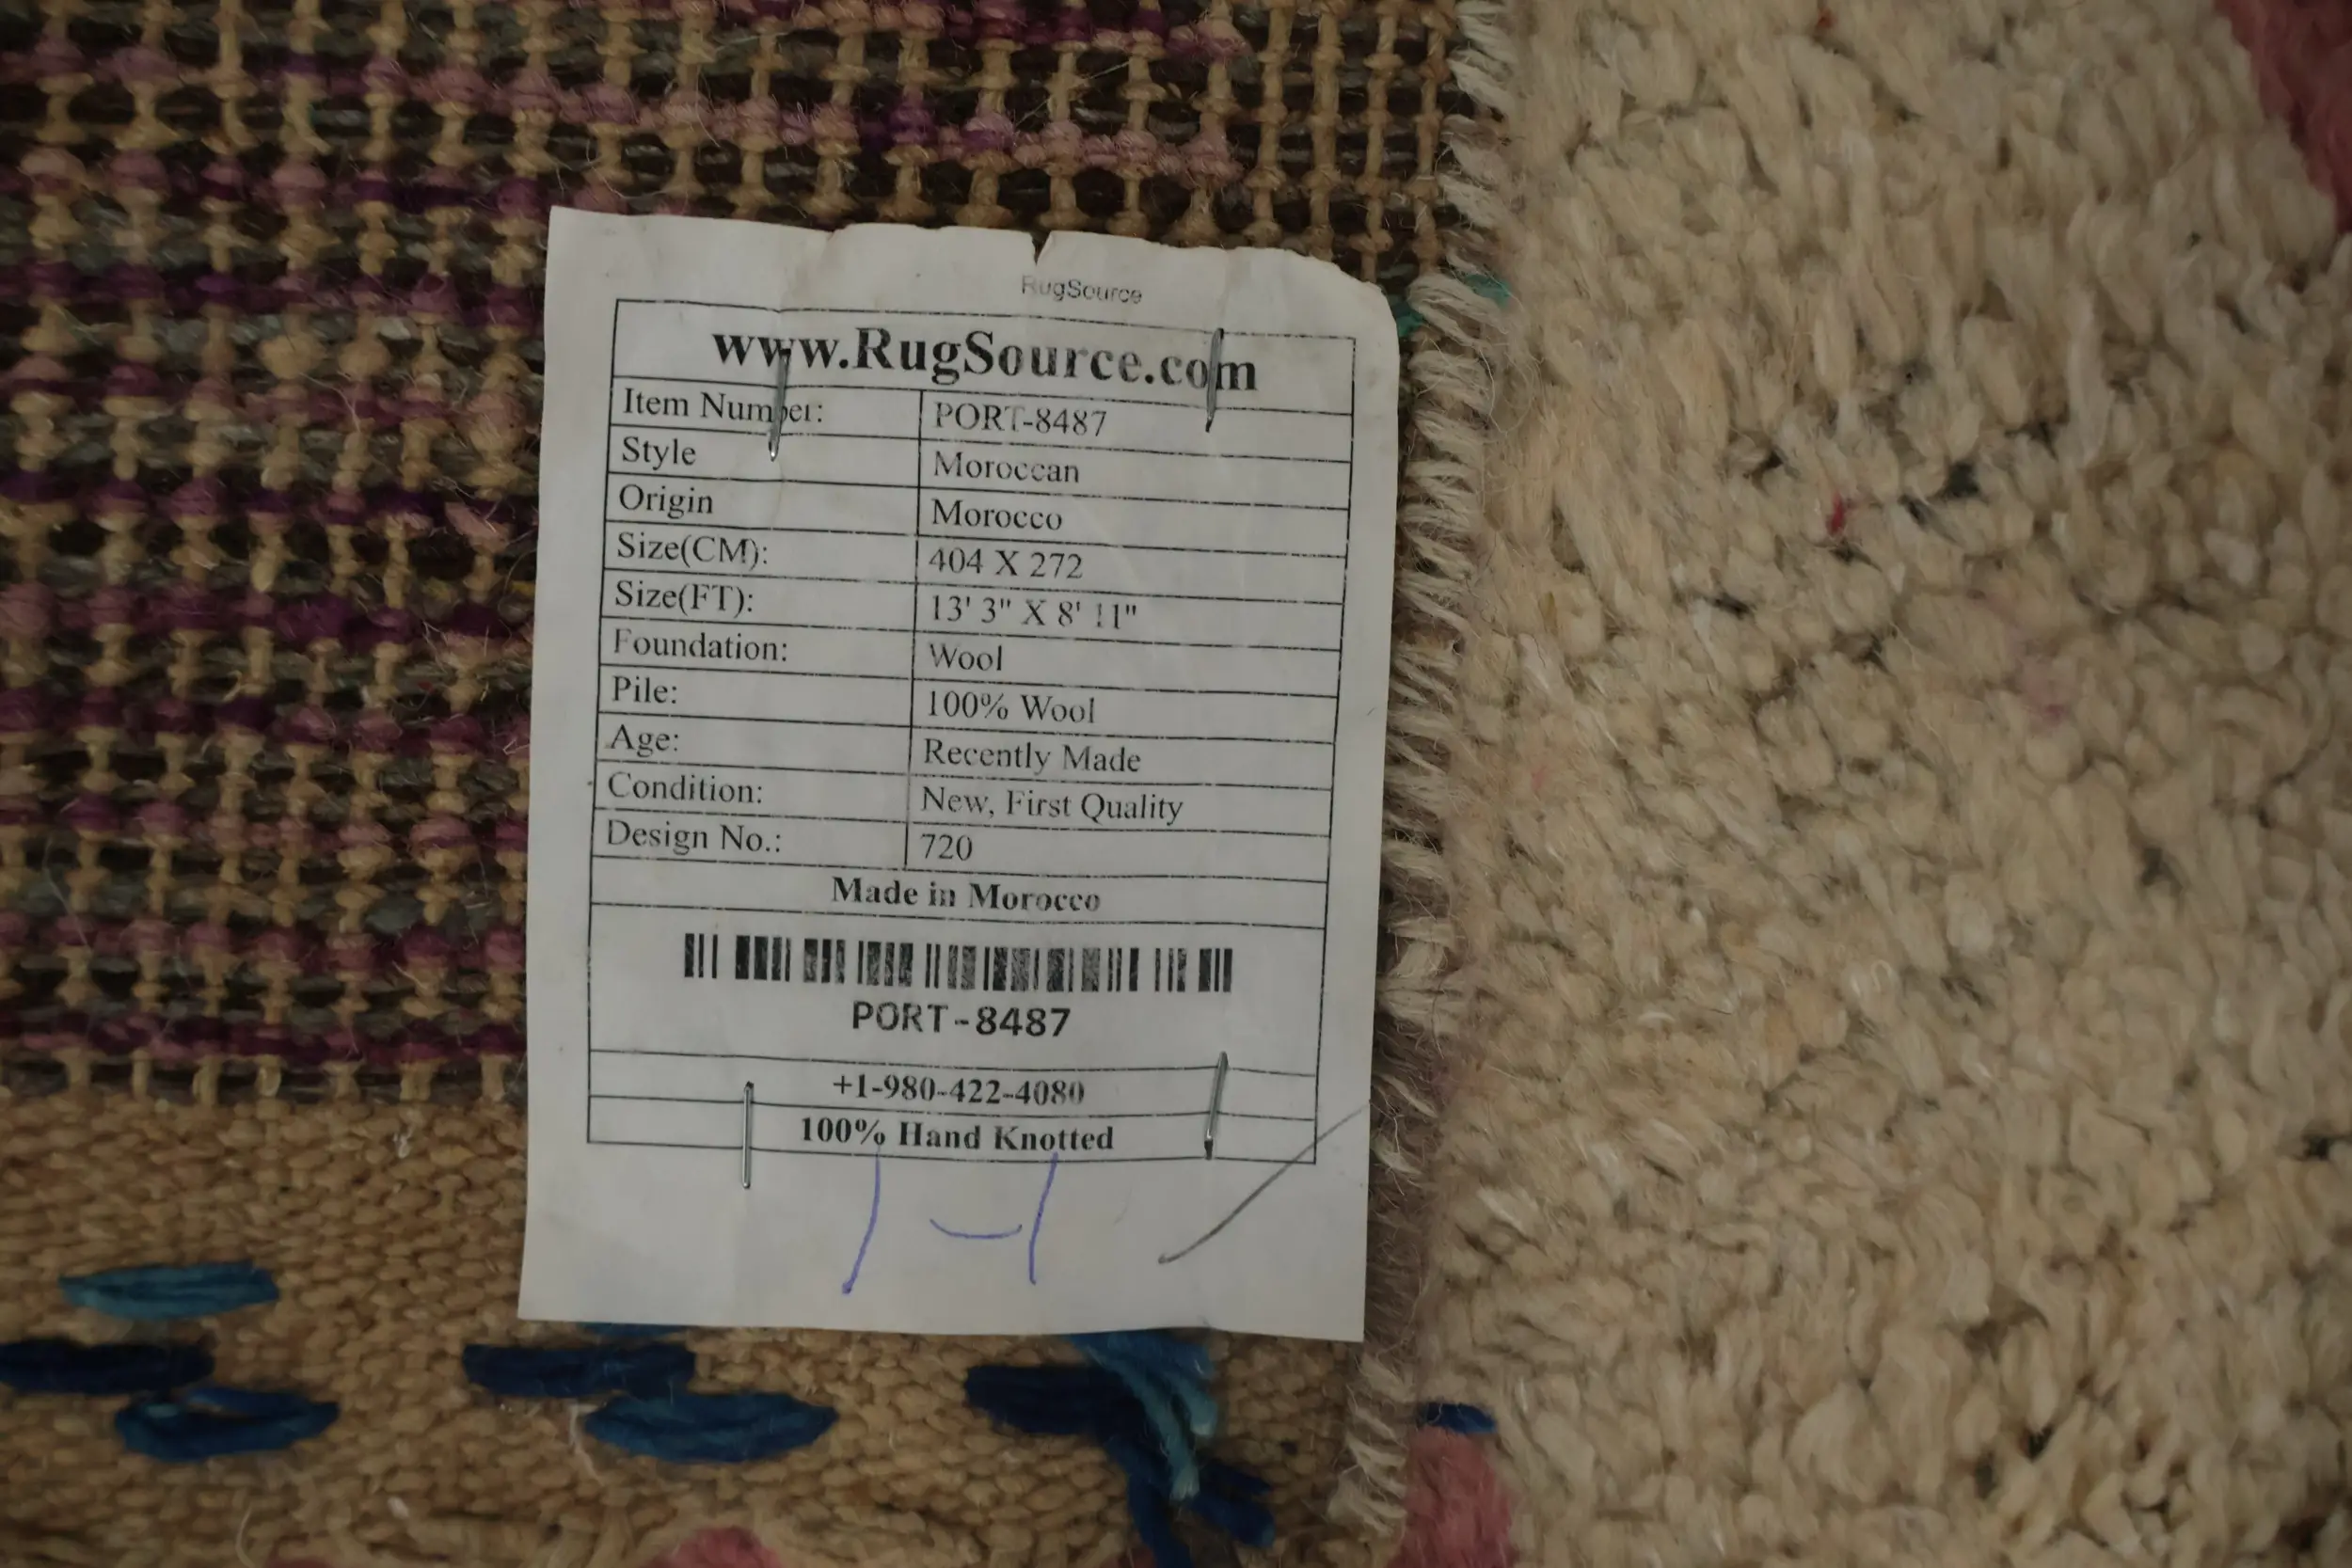 RugSource
www.RugSource.com
Item Number: PORT-8487
Style Moroccan
Origin Morocco
Size(CM): 404 X 272
Size(FT): 13' 3" X 8' 11"
Foundation: Wool
Pile: 100% Wool
Age: Recently Made
Condition: New, First Quality
Design No.: 720
Made in Morocco
PORT-8487
+1-980-422-4080
100% Hand Knotted